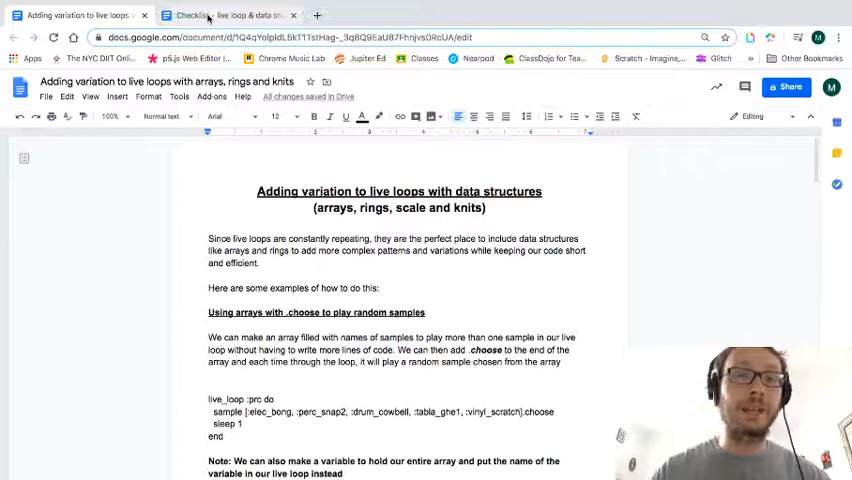 Adding variation to live loops
Checklist - live loop & data str
docs.google.com/document/d/1Q4qYolpIdL5kT1TstHag-_3q8Q9EaU87Fhnjvs0RcUA/edit
M
Apps
The NYC DIIT Onli...
p5.js Web Editor |...
Chrome Music Lab
Jupiter Ed
Classes
Nearpod
ClassDojo for Tea...
Scratch – Imagine,...
Glitch
Other Bookmarks
Adding variation to live loops with arrays, rings and knits
File Edit View Insert Format Tools Add-ons Help All changes saved in Drive
Share
M
100% Normal text Arial 12 B I U A Editing
Adding variation to live loops with data structures
(arrays, rings, scale and knits)
Since live loops are constantly repeating, they are the perfect place to include data structures
like arrays and rings to add more complex patterns and variations while keeping our code short
and efficient.
Here are some examples of how to do this:
Using arrays with .choose to play random samples
We can make an array filled with names of samples to play more than one sample in our live
loop without having to write more lines of code. We can then add .choose to the end of the
array and each time through the loop, it will play a random sample chosen from the array
live_loop :prc do
sample [:elec_bong, :perc_snap2, :drum_cowbell, :tabla_ghe1, :vinyl_scratch].choose
sleep 1
end
Note: We can also make a variable to hold our entire array and put the name of the
variable in our live loop instead